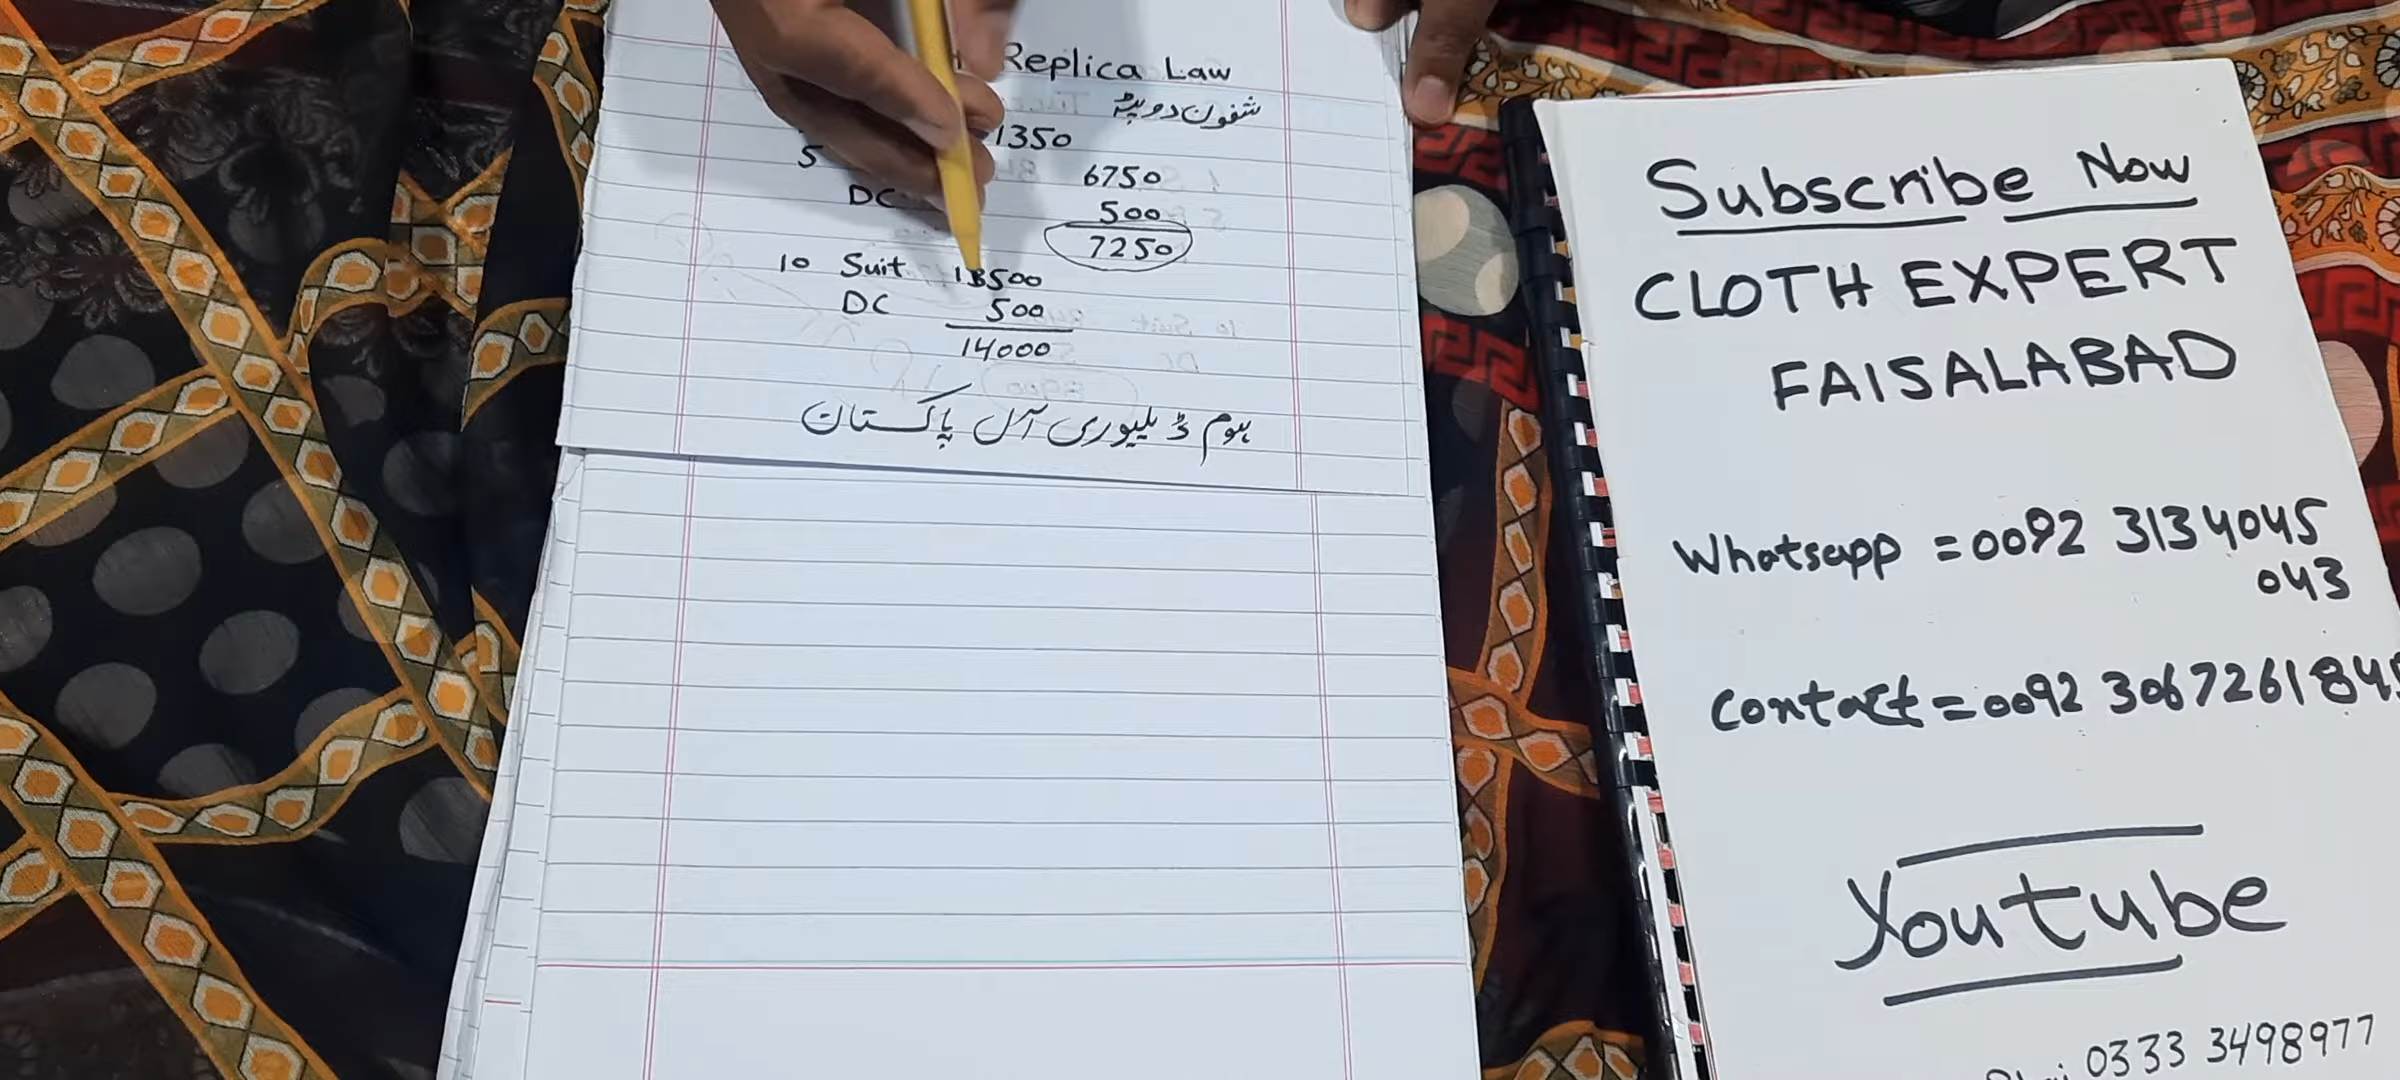 Replica Law
شفون دوپٹہ
1350
5
6750
DC 500
7250
10 Suit 13500
DC 500
14000
ہوم ڈیلیوری آل پاکستان
Subscribe Now
CLOTH EXPERT
FAISALABAD
Whatsapp = 0092 3134045
043
Contact = 0092 306726184
Youtube
0333 3498977